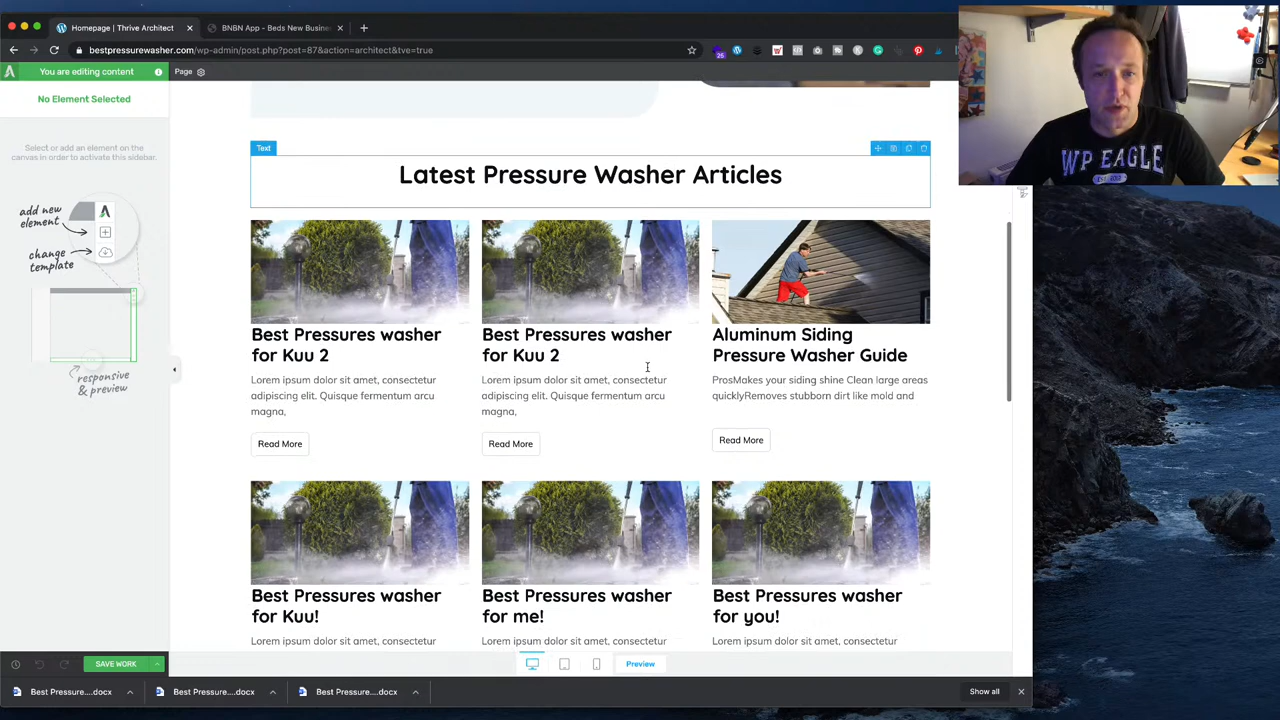 Homepage | Thrive Architect
BNBN App - Beds New Busine
bestpressurewasher.com/wp-admin/post.php?post=87&action=architect&tve=true
25
You are editing content
Page
No Element Selected
Select or add an element on the
canvas in order to activate this sidebar.
add new
element
change
template
responsive
& preview
Text
Latest Pressure Washer Articles
Best Pressures washer
for Kuu 2
Lorem ipsum dolor sit amet, consectetur
adipiscing elit. Quisque fermentum arcu
magna,
Read More
Best Pressures washer
for Kuu 2
Lorem ipsum dolor sit amet, consectetur
adipiscing elit. Quisque fermentum arcu
magna,
Read More
Aluminum Siding
Pressure Washer Guide
ProsMakes your siding shine Clean large areas
quicklyRemoves stubborn dirt like mold and
Read More
Best Pressures washer
for Kuu!
Lorem ipsum dolor sit amet, consectetur
Best Pressures washer
for me!
Lorem ipsum dolor sit amet, consectetur
Best Pressures washer
for you!
Lorem ipsum dolor sit amet, consectetur
SAVE WORK
Preview
Best Pressure....docx
Best Pressure....docx
Best Pressure....docx
Show all
WP EAGLE